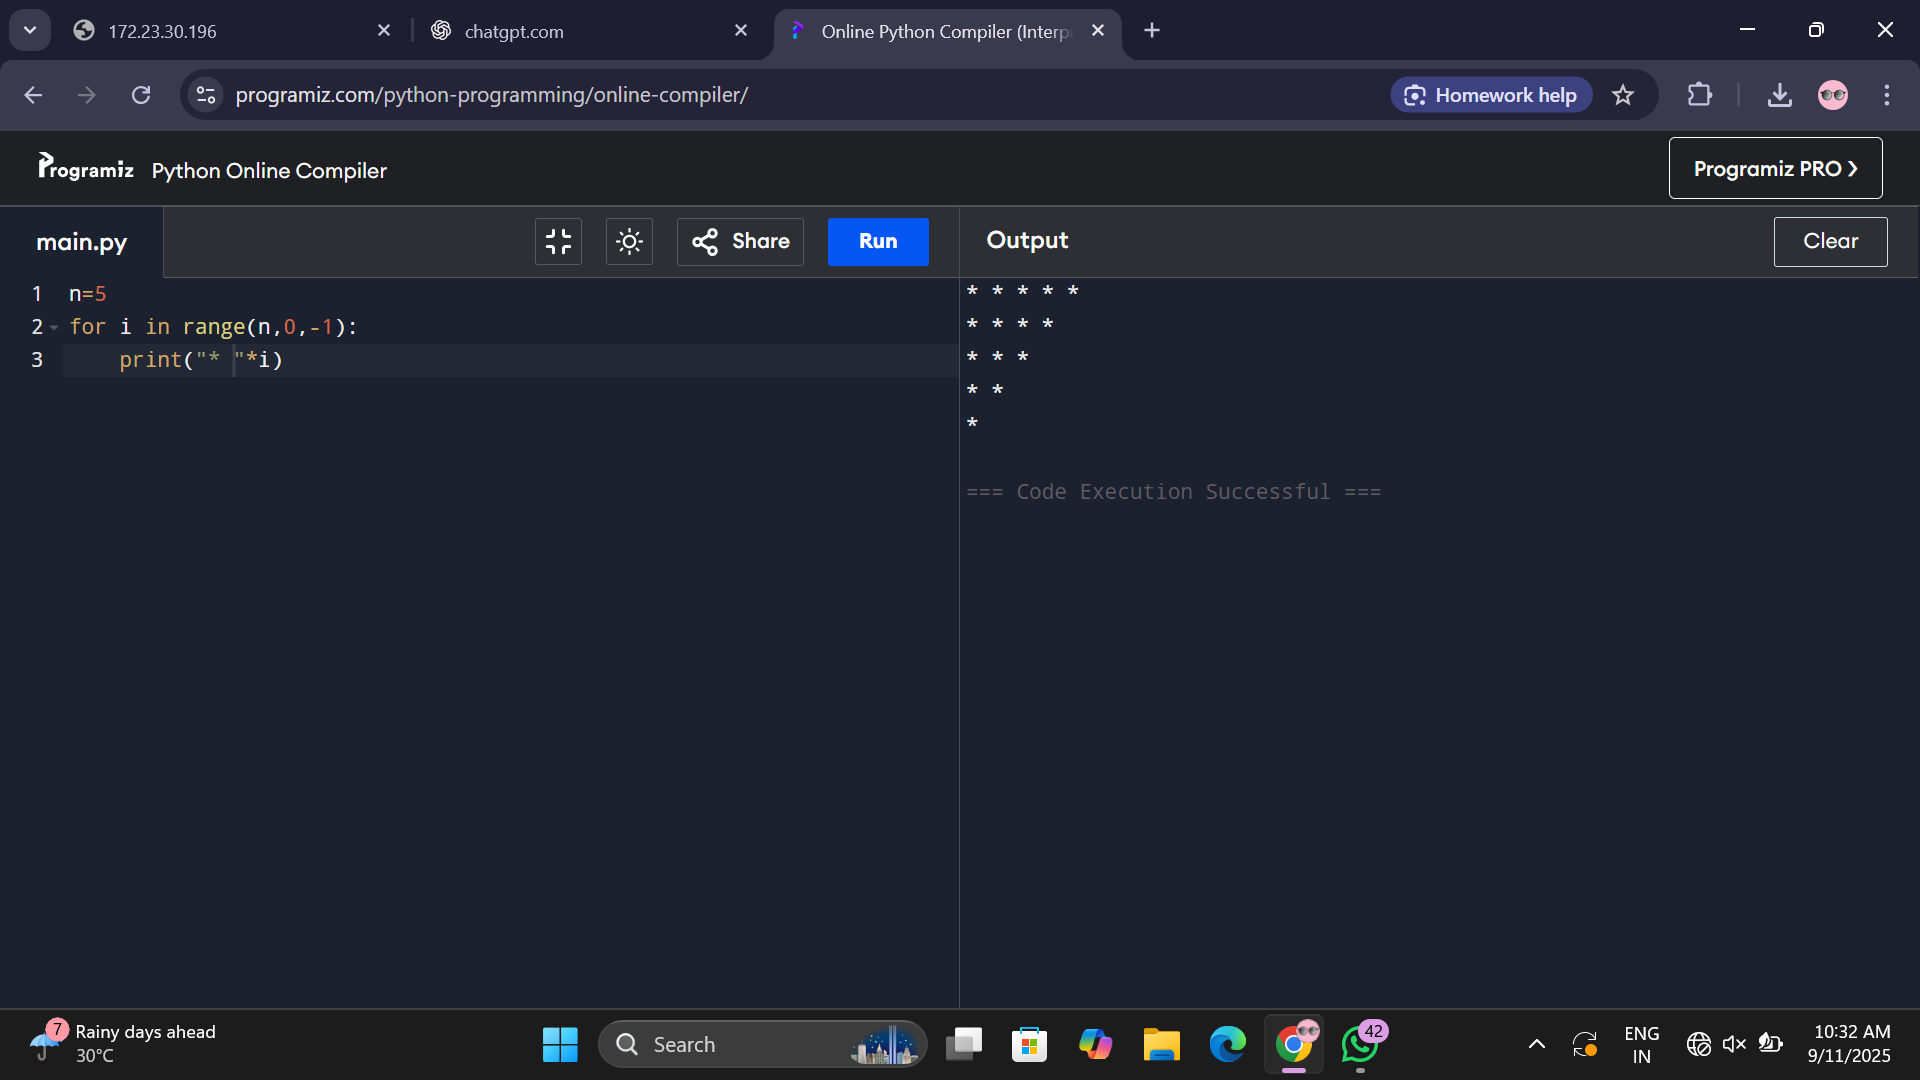 172.23.30.196
chatgpt.com
Online Python Compiler (Interp
programiz.com/python-programming/online-compiler/
Homework help
Programiz Python Online Compiler
Programiz PRO ❯
main.py
Share
Run
Output
Clear
1 n=5
2 for i in range(n,0,-1):
3     print("* "*i)
* * * * *
* * * *
* * *
* *
*
=== Code Execution Successful ===
7
Rainy days ahead
30°C
Search
42
ENG
IN
10:32 AM
9/11/2025